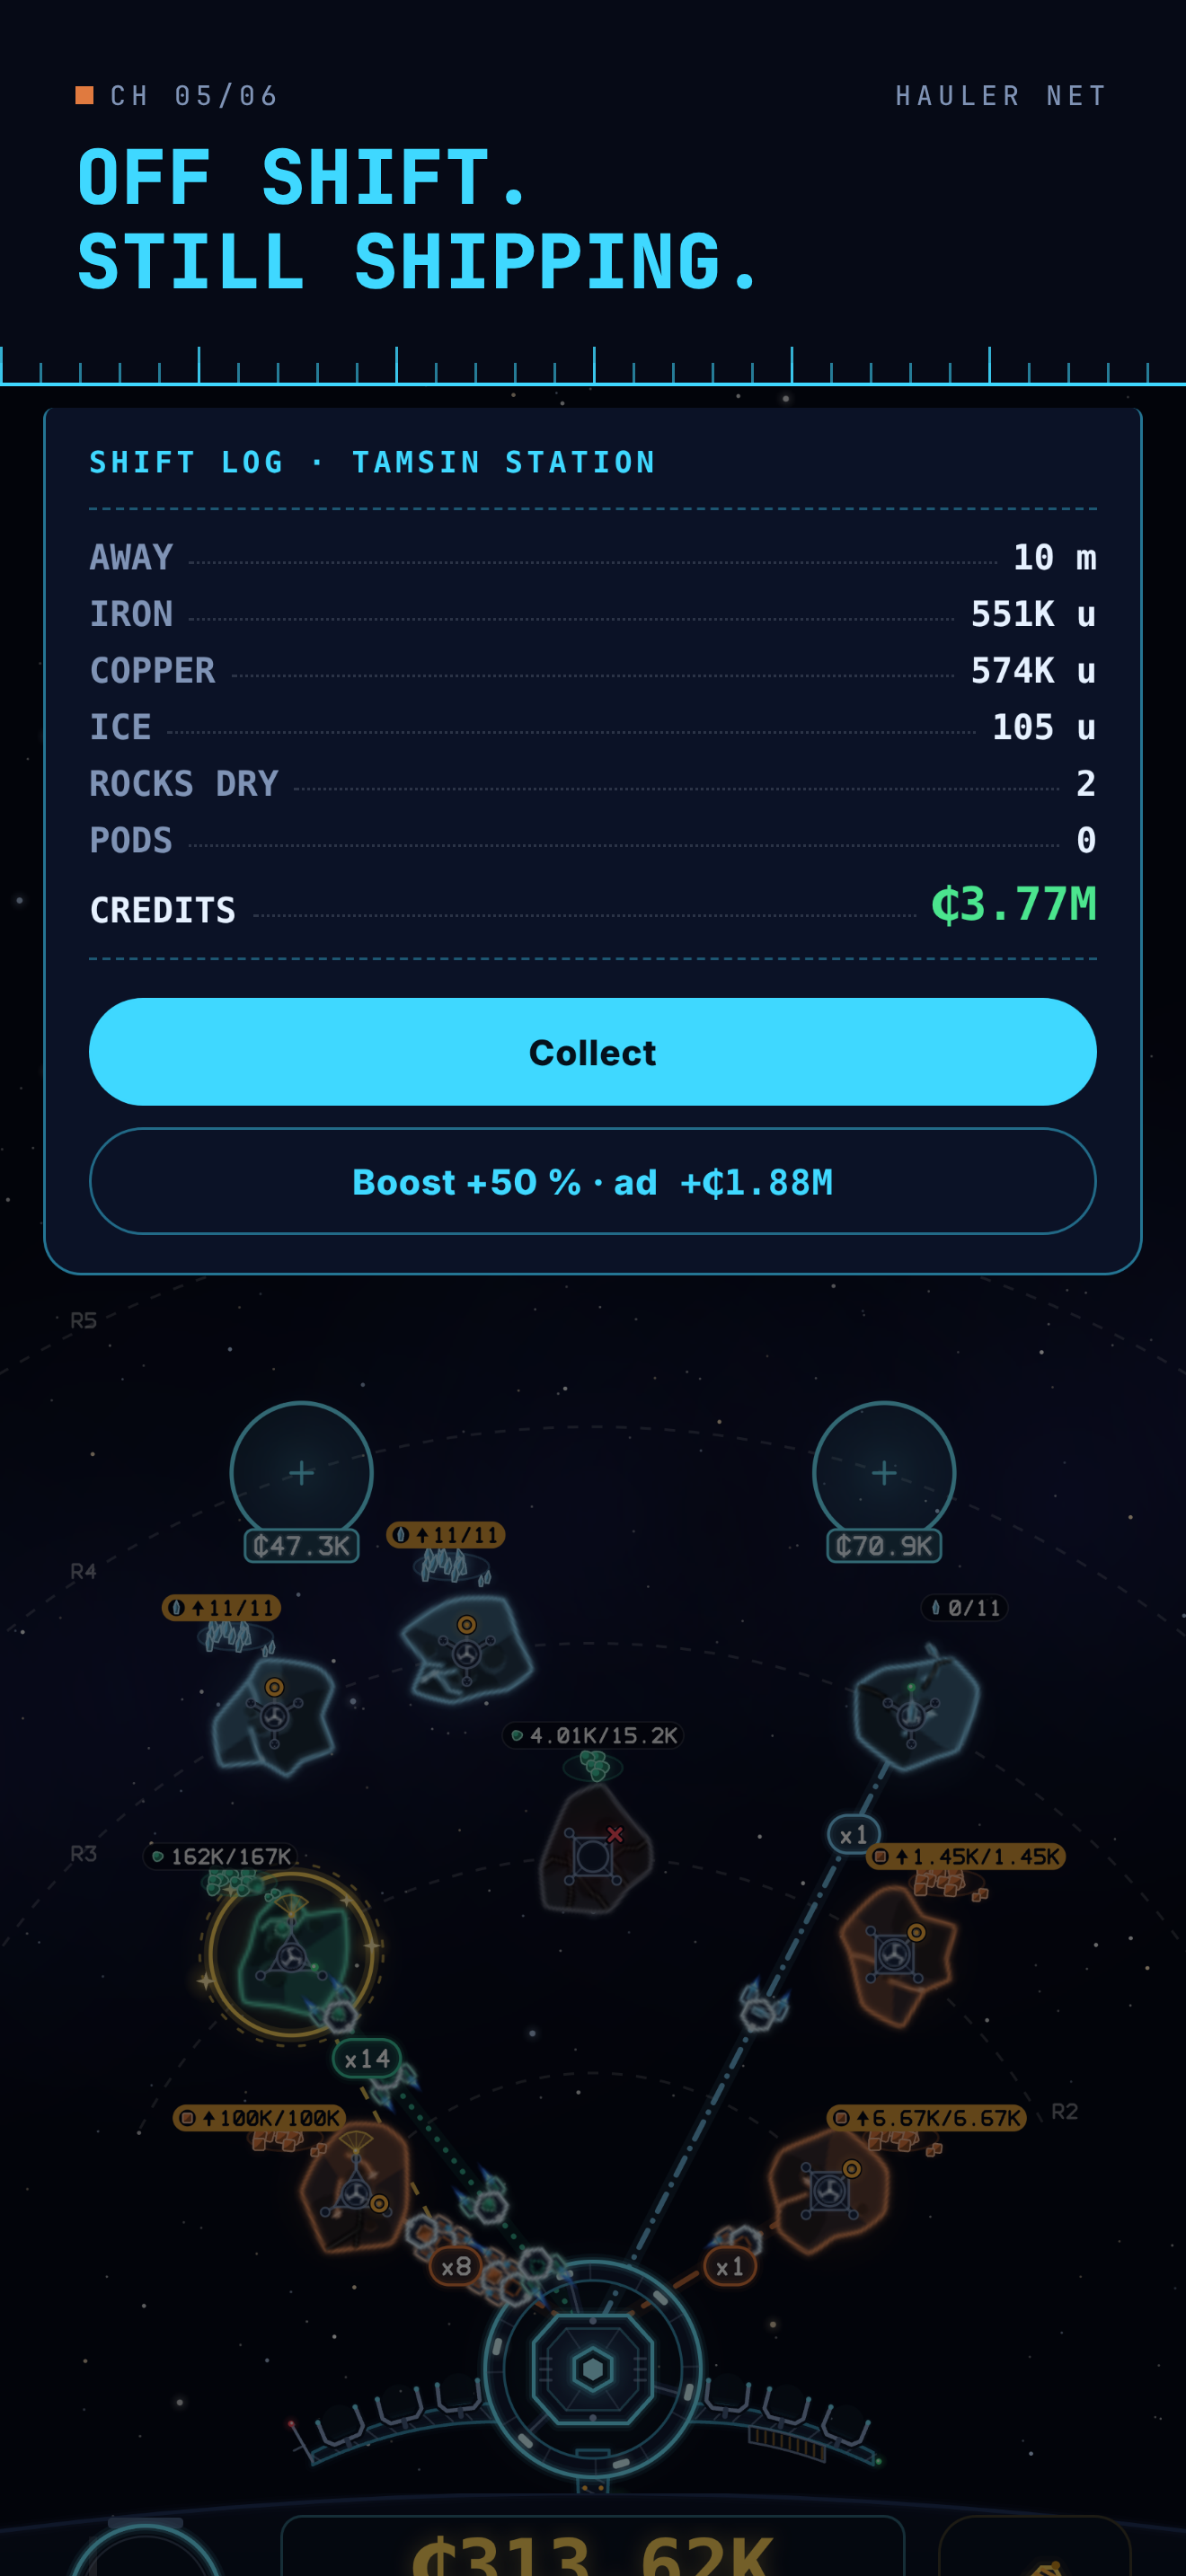 CH 05/06
HAULER NET
OFF SHIFT.
STILL SHIPPING.
SHIFT LOG · TAMSIN STATION
AWAY 10 m
IRON 551K u
COPPER 574K u
ICE 105 u
ROCKS DRY 2
PODS 0
CREDITS ₵3.77M
Collect
Boost +50 % · ad +₵1.88M
R5
₵47.3K
₵70.9K
11/11
R4
11/11
0/11
4.01K/15.2K
x1
R3
162K/167K
1.45K/1.45K
x14
100K/100K
6.67K/6.67K
R2
x8
x1
₵313.62K